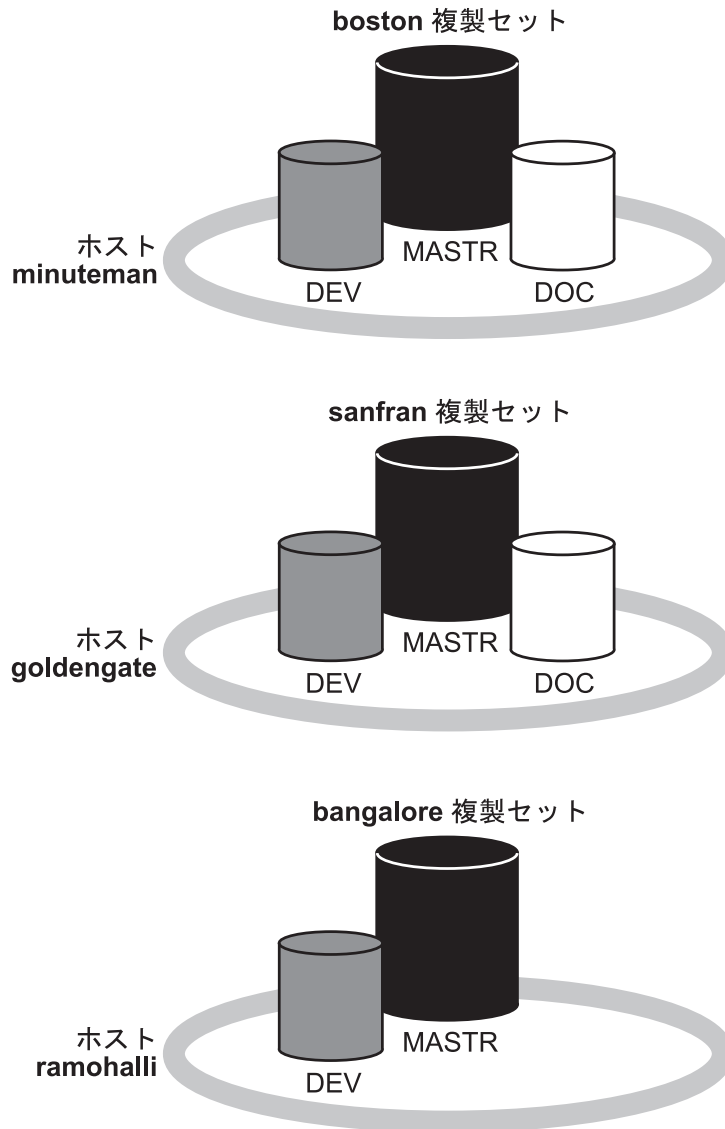 boston 複製セット
ホスト
minuteman
MASTR
DEV
DOC
sanfran 複製セット
ホスト
goldengate
MASTR
DEV
DOC
bangalore 複製セット
ホスト
ramohalli
MASTR
DEV